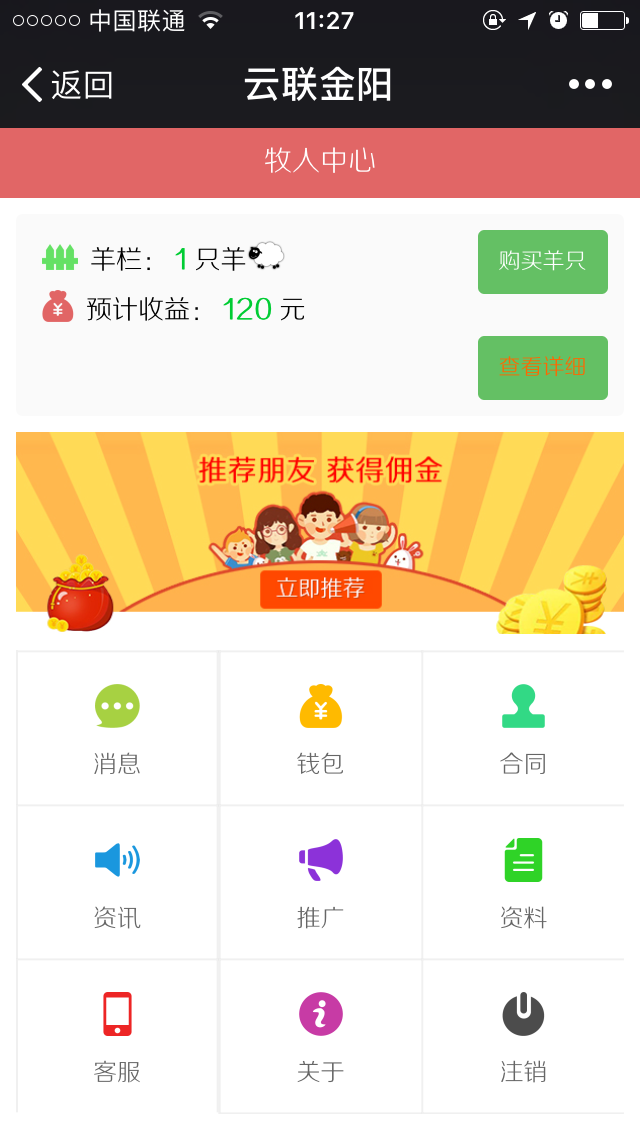 中国联通 11:27
返回 云联金阳
牧人中心
羊栏： 1 只羊 购买羊只
预计收益： 120 元
查看详细
推荐朋友 获得佣金
立即推荐
消息 钱包 合同
资讯 推广 资料
客服 关于 注销